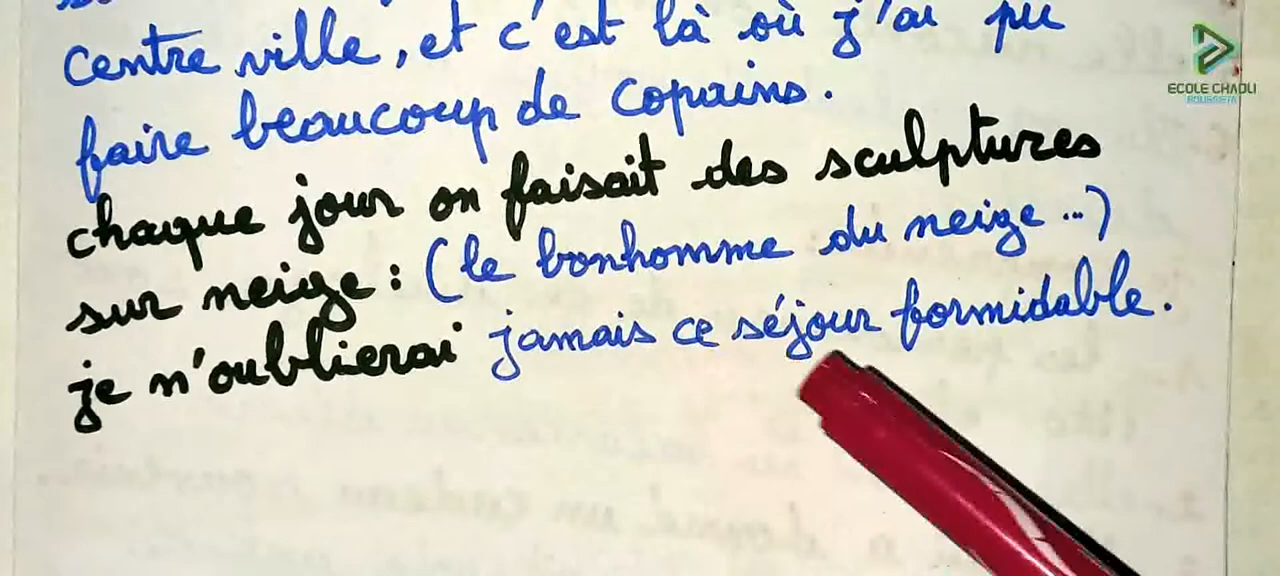 centre ville, et c'est là où j'ai pu
faire beaucoup de copains.
chaque jour on faisait des sculptures
sur neige : (le bonhomme du neige ...)
je n'oublierai jamais ce séjour formidable.
ECOLE CHAOLI